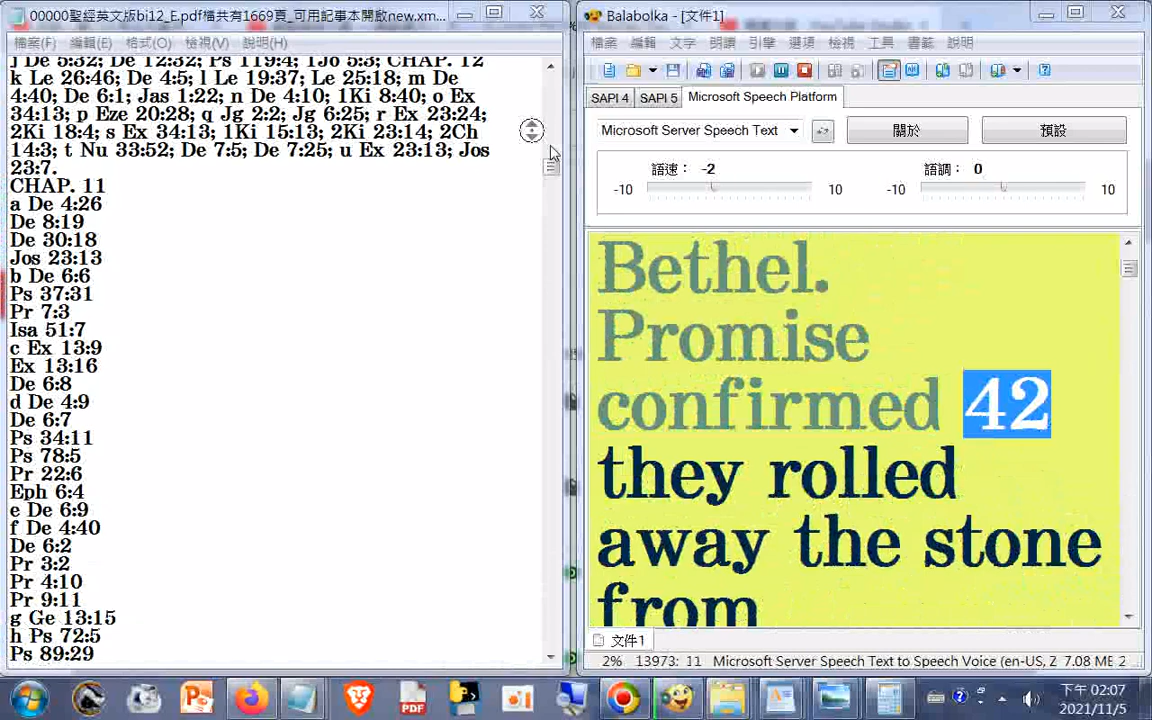 00000聖經英文版bi12_E.pdf檔共有1669頁_可用記事本開啟new.xm...
檔案(F) 編輯(E) 格式(O) 檢視(V) 說明(H)
j De 5:32; De 12:32; Ps 119:4; 1Jo 5:3; CHAP. 12
k Le 26:46; De 4:5; l Le 19:37; Le 25:18; m De
4:40; De 6:1; Jas 1:22; n De 4:10; 1Ki 8:40; o Ex
34:13; p Eze 20:28; q Jg 2:2; Jg 6:25; r Ex 23:24;
2Ki 18:4; s Ex 34:13; 1Ki 15:13; 2Ki 23:14; 2Ch
14:3; t Nu 33:52; De 7:5; De 7:25; u Ex 23:13; Jos
23:7.
CHAP. 11
a De 4:26
De 8:19
De 30:18
Jos 23:13
b De 6:6
Ps 37:31
Pr 7:3
Isa 51:7
c Ex 13:9
Ex 13:16
De 6:8
d De 4:9
De 6:7
Ps 34:11
Ps 78:5
Pr 22:6
Eph 6:4
e De 6:9
f De 4:40
De 6:2
Pr 3:2
Pr 4:10
Pr 9:11
g Ge 13:15
h Ps 72:5
Ps 89:29
Balabolka - [文件1]
檔案 編輯 文字 朗讀 引擎 選項 檢視 工具 書籤 說明
SAPI 4 SAPI 5 Microsoft Speech Platform
Microsoft Server Speech Text 關於 預設
語速： -2 語調： 0
-10 10 -10 10
Bethel.
Promise
confirmed 42
they rolled
away the stone
from
文件1
2% 13973: 11 Microsoft Server Speech Text to Speech Voice (en-US, Z 7.08 ME 2
PDF
下午 02:07
2021/11/5